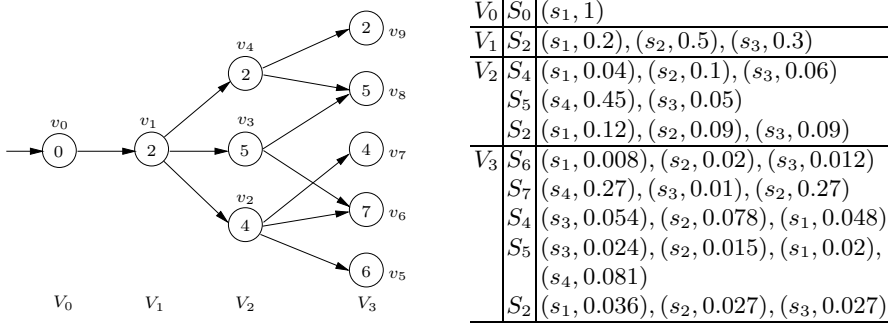 v₉
2
v₄
2
5
v₈
v₀
v₁
v₃
0
2
5
4
v₇
v₂
4
7
v₆
6
v₅
V₀ V₁ V₂ V₃
V₀ S₀ (s₁, 1)
V₁ S₂ (s₁, 0.2), (s₂, 0.5), (s₃, 0.3)
V₂ S₄ (s₁, 0.04), (s₂, 0.1), (s₃, 0.06)
S₅ (s₄, 0.45), (s₃, 0.05)
S₂ (s₁, 0.12), (s₂, 0.09), (s₃, 0.09)
V₃ S₆ (s₁, 0.008), (s₂, 0.02), (s₃, 0.012)
S₇ (s₄, 0.27), (s₃, 0.01), (s₂, 0.27)
S₄ (s₃, 0.054), (s₂, 0.078), (s₁, 0.048)
S₅ (s₃, 0.024), (s₂, 0.015), (s₁, 0.02),
(s₄, 0.081)
S₂ (s₁, 0.036), (s₂, 0.027), (s₃, 0.027)